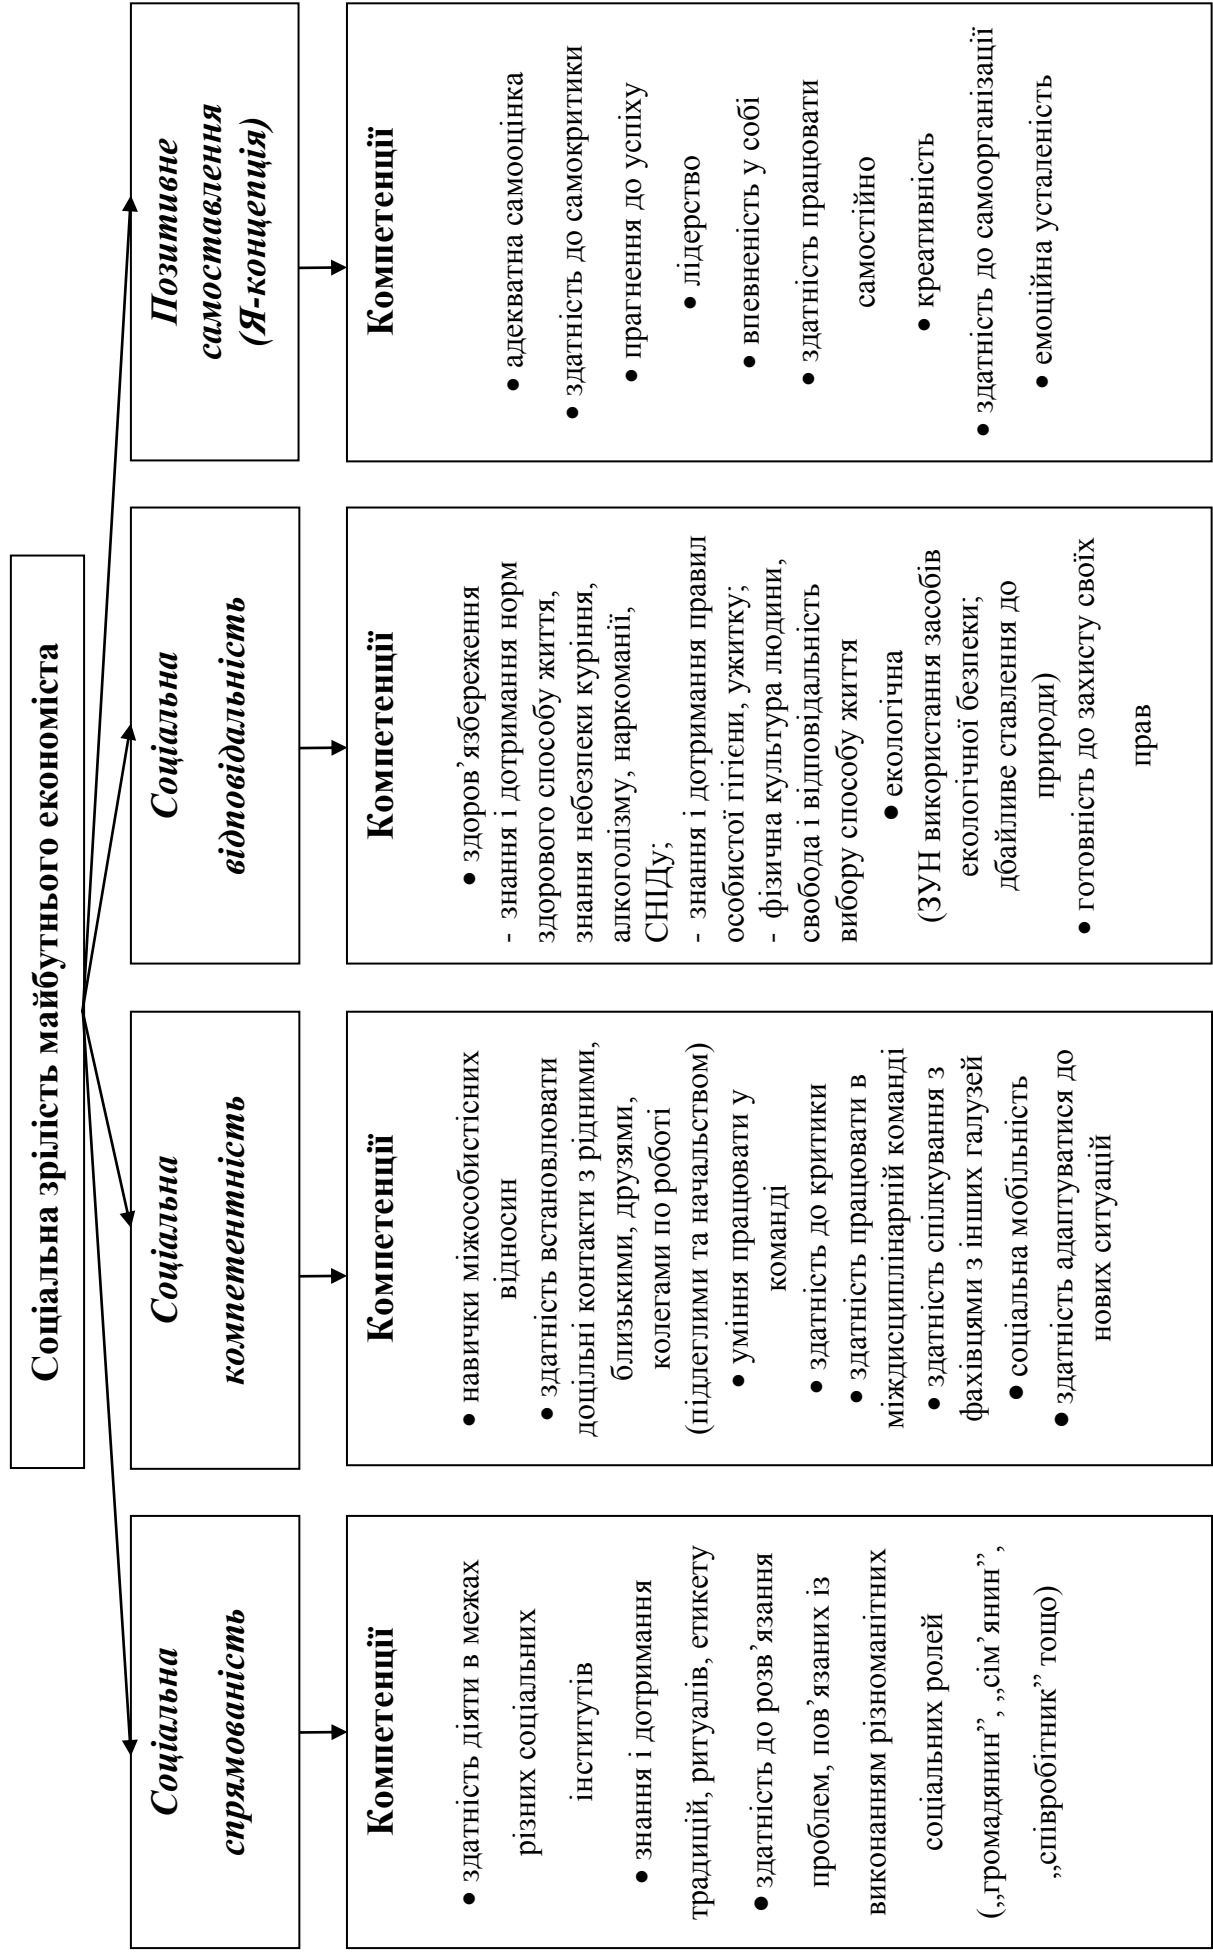 Соціальна зрілість майбутнього економіста
Соціальна
спрямованість
Компетенції
• здатність діяти в межах
різних соціальних
інститутів
• знання і дотримання
традицій, ритуалів, етикету
• здатність до розв’язання
проблем, пов’язаних із
виконанням різноманітних
соціальних ролей
(„громадянин”, „сім’янин”,
„співробітник” тощо)
Соціальна
компетентність
Компетенції
• навички міжособистісних
відносин
• здатність встановлювати
доцільні контакти з рідними,
близькими, друзями,
колегами по роботі
(підлеглими та начальством)
• уміння працювати у
команді
• здатність до критики
• здатність працювати в
міждисциплінарній команді
• здатність спілкування з
фахівцями з інших галузей
• соціальна мобільність
• здатність адаптуватися до
нових ситуацій
Соціальна
відповідальність
Компетенції
• здоров’язбереження
- знання і дотримання норм
здорового способу життя,
знання небезпеки куріння,
алкоголізму, наркоманії,
СНІДу;
- знання і дотримання правил
особистої гігієни, ужитку;
- фізична культура людини,
свобода і відповідальність
вибору способу життя
• екологічна
(ЗУН використання засобів
екологічної безпеки;
дбайливе ставлення до
природи)
• готовність до захисту своїх
прав
Позитивне
самоставлення
(Я-концепція)
Компетенції
• адекватна самооцінка
• здатність до самокритики
• прагнення до успіху
• лідерство
• впевненість у собі
• здатність працювати
самостійно
• креативність
• здатність до самоорганізації
• емоційна усталеність